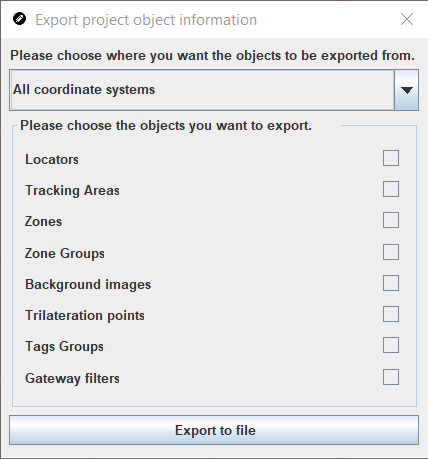 Export project object information
Please choose where you want the objects to be exported from.
All coordinate systems
Please choose the objects you want to export.
Locators
Tracking Areas
Zones
Zone Groups
Background images
Trilateration points
Tags Groups
Gateway filters
Export to file